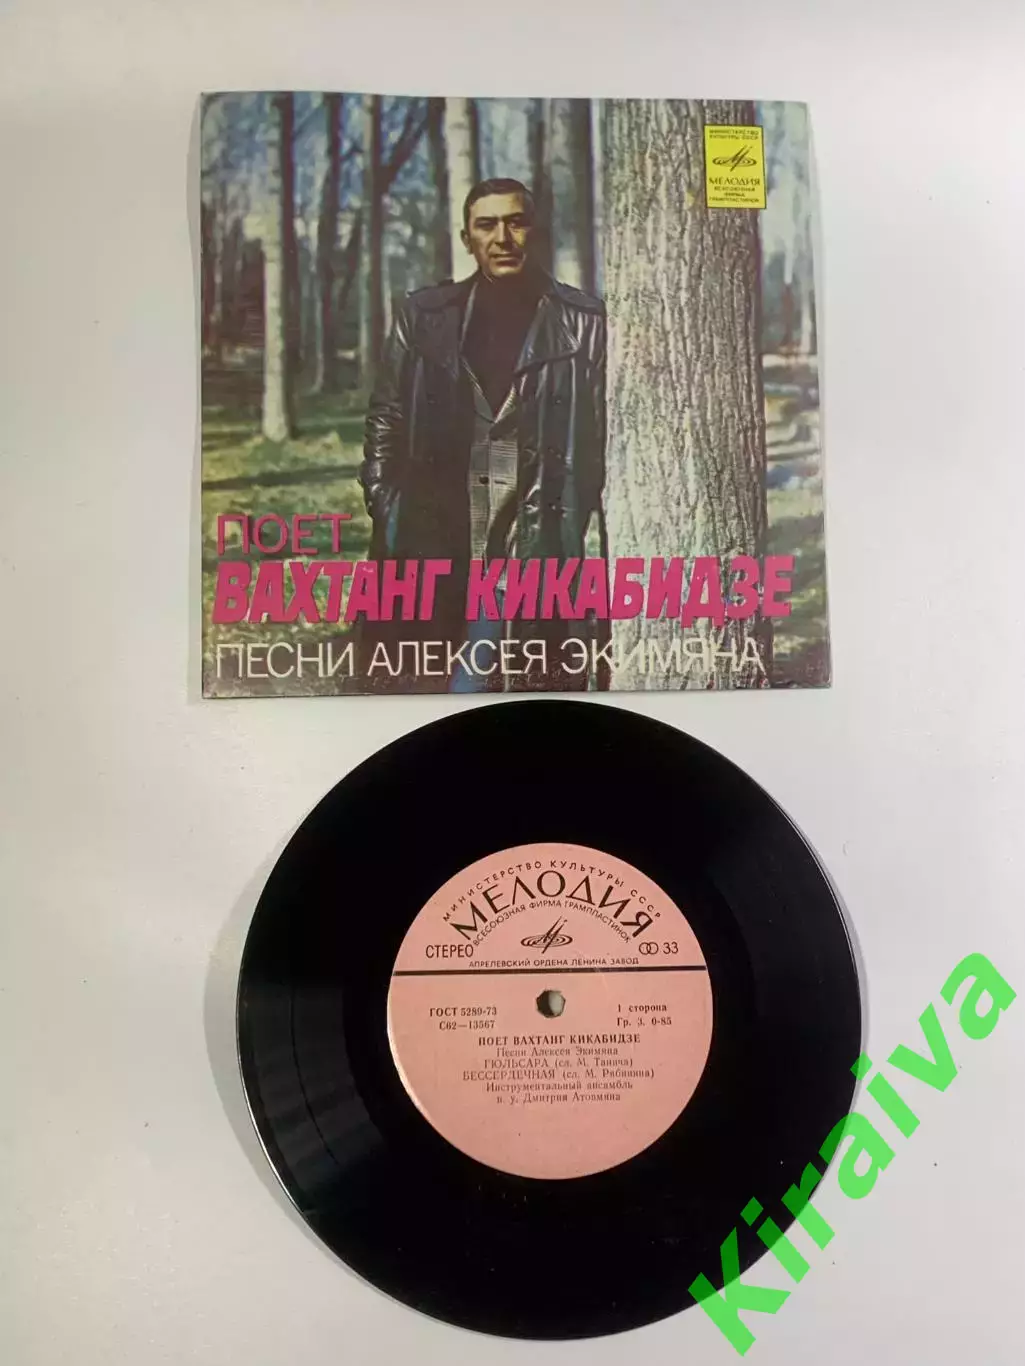 МИНИСТЕРСТВО
КУЛЬТУРЫ СССР
МЕЛОДИЯ
ВСЕСОЮЗНАЯ
ФИРМА
ГРАМПЛАСТИНОК
ПОЕТ
ВАХТАНГ КИКАБИДЗЕ
ПЕСНИ АЛЕКСЕЯ ЭКИМЯНА
МИНИСТЕРСТВО КУЛЬТУРЫ СССР
МЕЛОДИЯ
ВСЕСОЮЗНАЯ ФИРМА ГРАМПЛАСТИНОК
СТЕРЕО 33
АПРЕЛЕВСКИЙ ОРДЕНА ЛЕНИНА ЗАВОД
ГОСТ 5289-73 1 сторона
С62—13567 Гр. 3. 0-85
ПОЕТ ВАХТАНГ КИКАБИДЗЕ
Песни Алексея Экимяна
ГЮЛЬСАРА (сл. М. Танича)
БЕССЕРДЕЧНАЯ (сл. М. Рябинина)
Инструментальный ансамбль
п. у. Дмитрия Атовмяна
Kiraiva